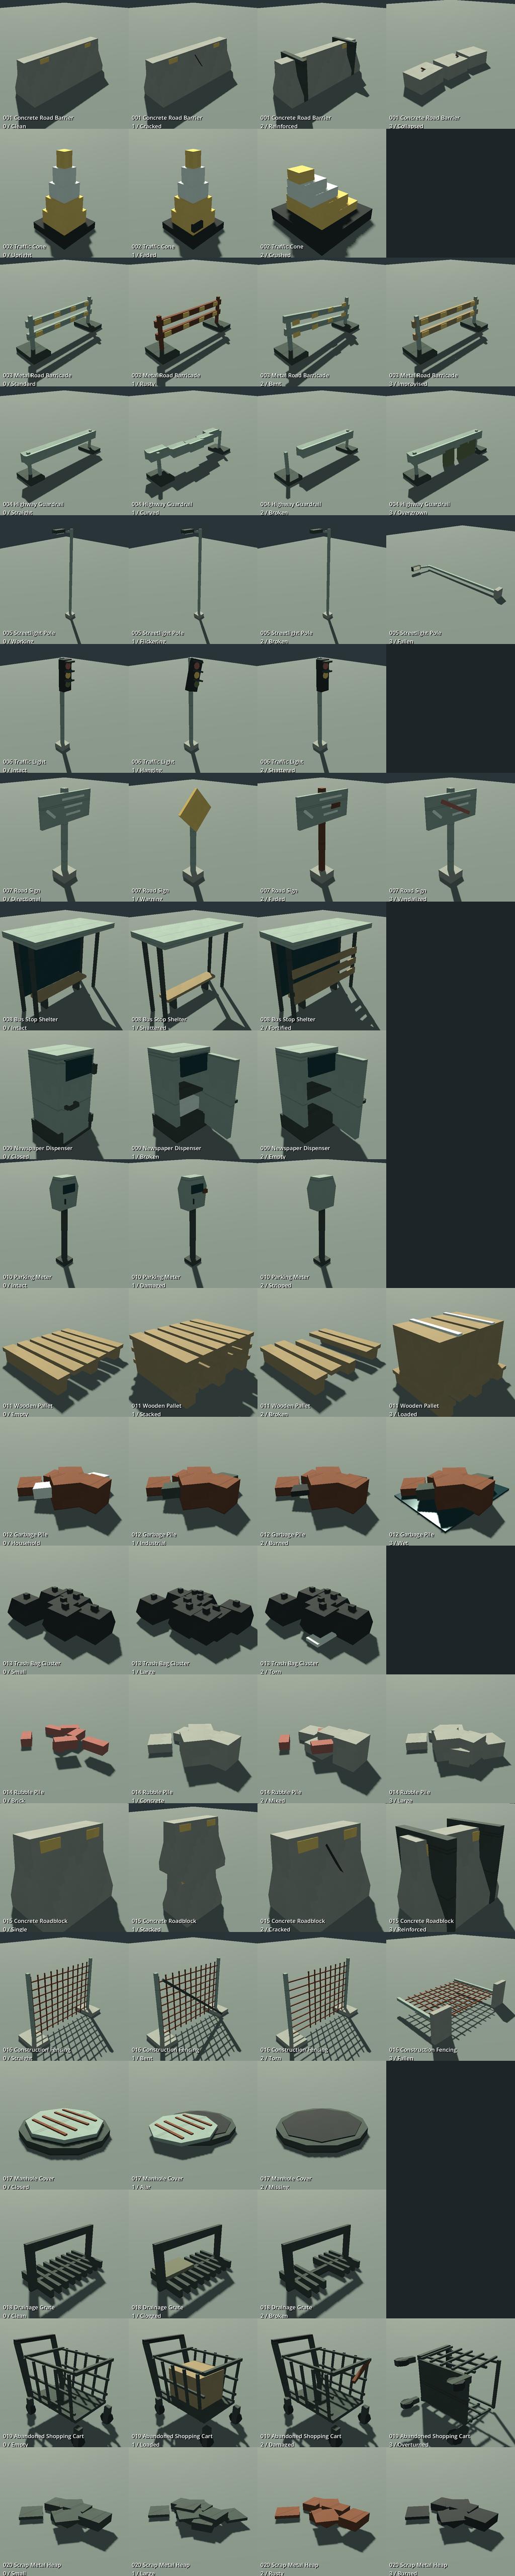 001 Concrete Road Barrier
0 / Clean
001 Concrete Road Barrier
1 / Cracked
001 Concrete Road Barrier
2 / Reinforced
001 Concrete Road Barrier
3 / Collapsed
002 Traffic Cone
0 / Upright
002 Traffic Cone
1 / Faded
002 Traffic Cone
2 / Crushed
003 Metal Road Barricade
0 / Standard
003 Metal Road Barricade
1 / Rusty
003 Metal Road Barricade
2 / Bent
003 Metal Road Barricade
3 / Improvised
004 Highway Guardrail
0 / Straight
004 Highway Guardrail
1 / Curved
004 Highway Guardrail
2 / Broken
004 Highway Guardrail
3 / Overgrown
005 Streetlight Pole
0 / Working
005 Streetlight Pole
1 / Flickering
005 Streetlight Pole
2 / Broken
005 Streetlight Pole
3 / Fallen
006 Traffic Light
0 / Intact
006 Traffic Light
1 / Hanging
006 Traffic Light
2 / Shattered
007 Road Sign
0 / Directional
007 Road Sign
1 / Warning
007 Road Sign
2 / Faded
007 Road Sign
3 / Vandalized
008 Bus Stop Shelter
0 / Intact
008 Bus Stop Shelter
1 / Shattered
008 Bus Stop Shelter
2 / Fortified
009 Newspaper Dispenser
0 / Closed
009 Newspaper Dispenser
1 / Broken
009 Newspaper Dispenser
2 / Empty
010 Parking Meter
0 / Intact
010 Parking Meter
1 / Damaged
010 Parking Meter
2 / Stripped
011 Wooden Pallet
0 / Empty
011 Wooden Pallet
1 / Stacked
011 Wooden Pallet
2 / Broken
011 Wooden Pallet
3 / Loaded
012 Garbage Pile
0 / Household
012 Garbage Pile
1 / Industrial
012 Garbage Pile
2 / Burned
012 Garbage Pile
3 / Wet
013 Trash Bag Cluster
0 / Small
013 Trash Bag Cluster
1 / Large
013 Trash Bag Cluster
2 / Torn
014 Rubble Pile
0 / Brick
014 Rubble Pile
1 / Concrete
014 Rubble Pile
2 / Mixed
014 Rubble Pile
3 / Large
015 Concrete Roadblock
0 / Single
015 Concrete Roadblock
1 / Stacked
015 Concrete Roadblock
2 / Cracked
015 Concrete Roadblock
3 / Reinforced
016 Construction Fencing
0 / Straight
016 Construction Fencing
1 / Bent
016 Construction Fencing
2 / Torn
016 Construction Fencing
3 / Fallen
017 Manhole Cover
0 / Closed
017 Manhole Cover
1 / Ajar
017 Manhole Cover
2 / Missing
018 Drainage Grate
0 / Clean
018 Drainage Grate
1 / Clogged
018 Drainage Grate
2 / Broken
019 Abandoned Shopping Cart
0 / Empty
019 Abandoned Shopping Cart
1 / Loaded
019 Abandoned Shopping Cart
2 / Damaged
019 Abandoned Shopping Cart
3 / Overturned
020 Scrap Metal Heap
0 / Small
020 Scrap Metal Heap
1 / Large
020 Scrap Metal Heap
2 / Rusty
020 Scrap Metal Heap
3 / Burned